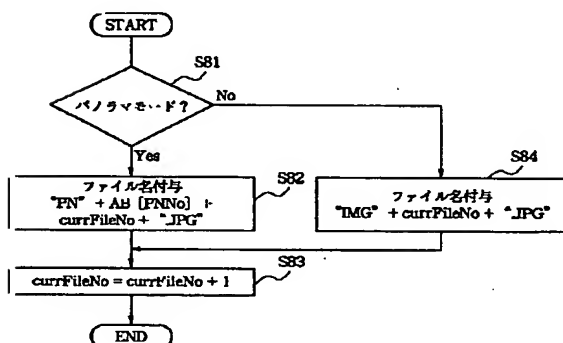 START
S81
パノラマモード?
No
Yes
S82
ファイル名付与
"PN" + AB [PNNo] +
currFileNo + ".JPG"
S84
ファイル名付与
"IMG" + currFileNo + ".JPG"
S83
currFileNo = currFileNo + 1
END